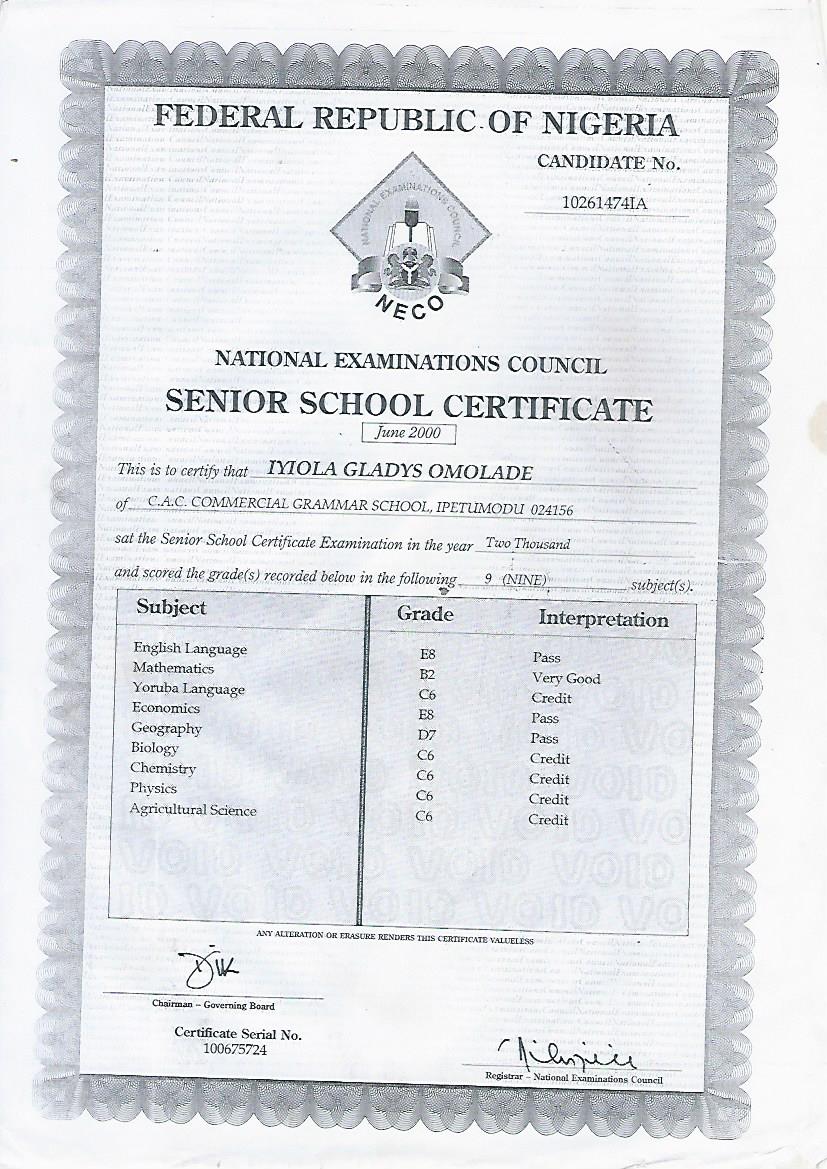 FEDERAL REPUBLIC OF NIGERIA
CANDIDATE No.
10261474IA
NATIONAL EXAMINATIONS COUNCIL
NECO
NATIONAL EXAMINATIONS COUNCIL
SENIOR SCHOOL CERTIFICATE
June 2000
This is to certify that IYIOLA GLADYS OMOLADE
of C.A.C. COMMERCIAL GRAMMAR SCHOOL, IPETUMODU 024156
sat the Senior School Certificate Examination in the year Two Thousand
and scored the grade(s) recorded below in the following 9 (NINE) subject(s).
Subject Grade Interpretation
English Language E8 Pass
Mathematics B2 Very Good
Yoruba Language C6 Credit
Economics E8 Pass
Geography D7 Pass
Biology C6 Credit
Chemistry C6 Credit
Physics C6 Credit
Agricultural Science C6 Credit
VOID VOID VOID VOID
VOID VOID VOID VO
ANY ALTERATION OR ERASURE RENDERS THIS CERTIFICATE VALUELESS
Chairman – Governing Board
Certificate Serial No.
100675724
Registrar – National Examinations Council